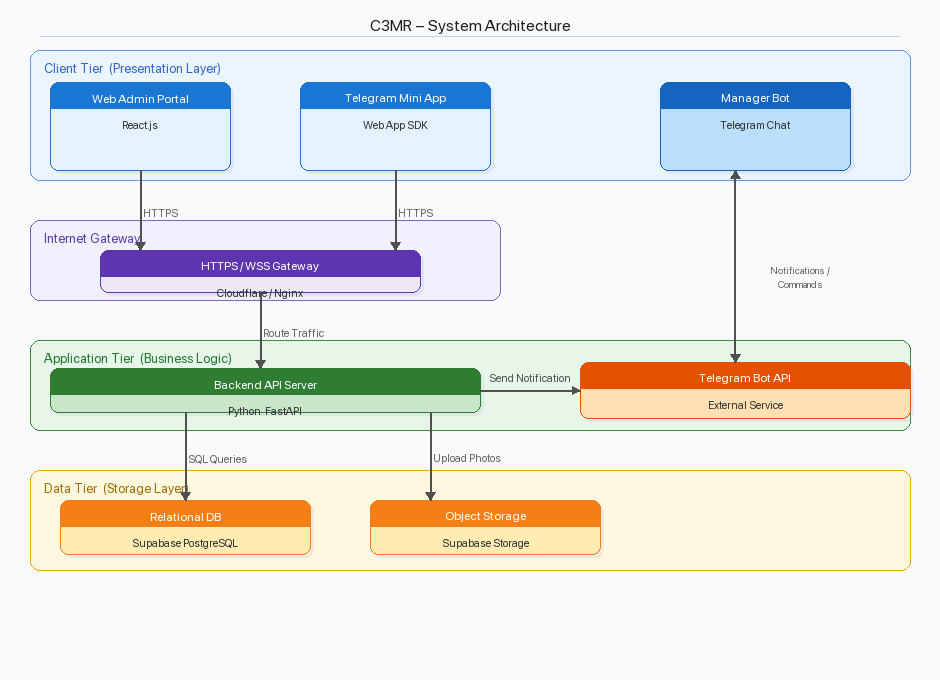 C3MR – System Architecture
Client Tier (Presentation Layer)
Web Admin Portal
React.js
Telegram Mini App
Web App SDK
Manager Bot
Telegram Chat
HTTPS
HTTPS
Internet Gateway
HTTPS / WSS Gateway
Cloudflare / Nginx
Notifications /
Commands
Route Traffic
Application Tier (Business Logic)
Backend API Server
Python FastAPI
Send Notification
Telegram Bot API
External Service
SQL Queries
Upload Photos
Data Tier (Storage Layer)
Relational DB
Supabase PostgreSQL
Object Storage
Supabase Storage